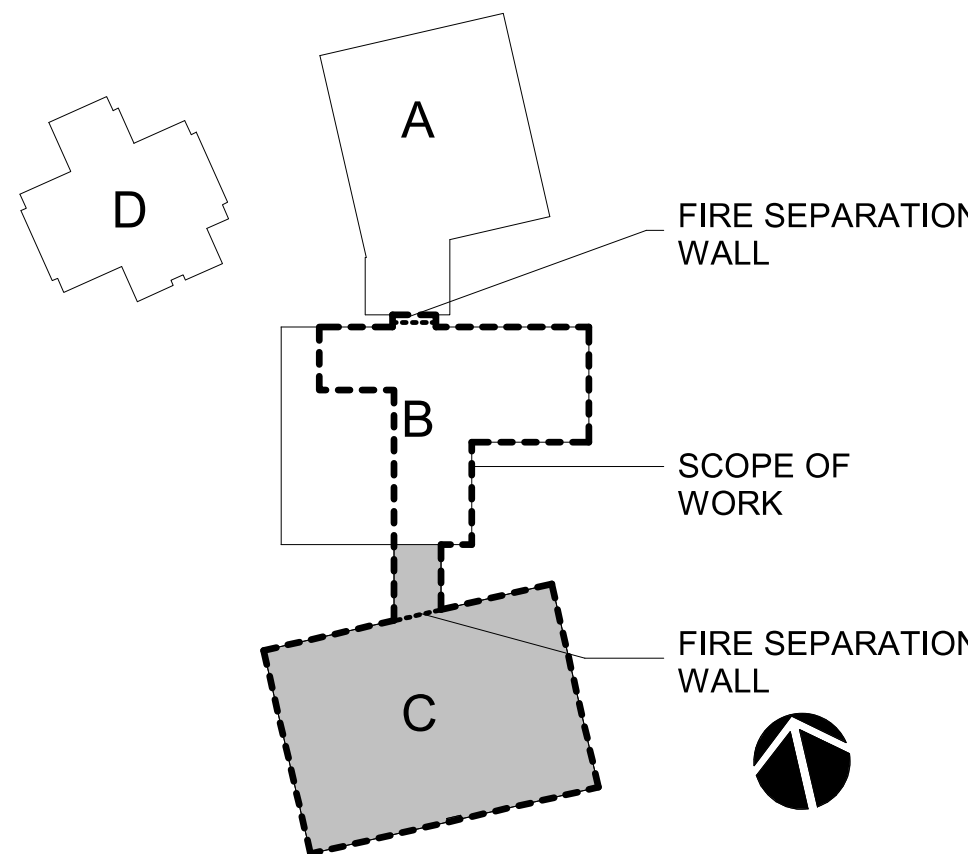 A
D
FIRE SEPARATION
WALL
B
SCOPE OF
WORK
FIRE SEPARATION
WALL
C